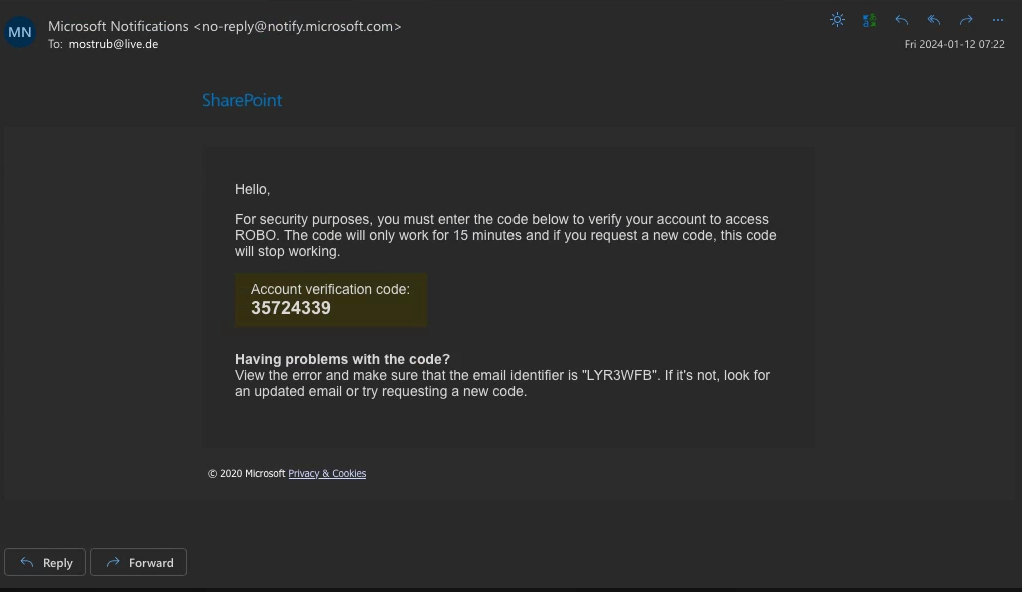 MN
Microsoft Notifications <no-reply@notify.microsoft.com>
To: mostrub@live.de
Fri 2024-01-12 07:22
SharePoint
Hello,
For security purposes, you must enter the code below to verify your account to access
ROBO. The code will only work for 15 minutes and if you request a new code, this code
will stop working.
Account verification code:
35724339
Having problems with the code?
View the error and make sure that the email identifier is "LYR3WFB". If it's not, look for
an updated email or try requesting a new code.
© 2020 Microsoft Privacy & Cookies
Reply
Forward